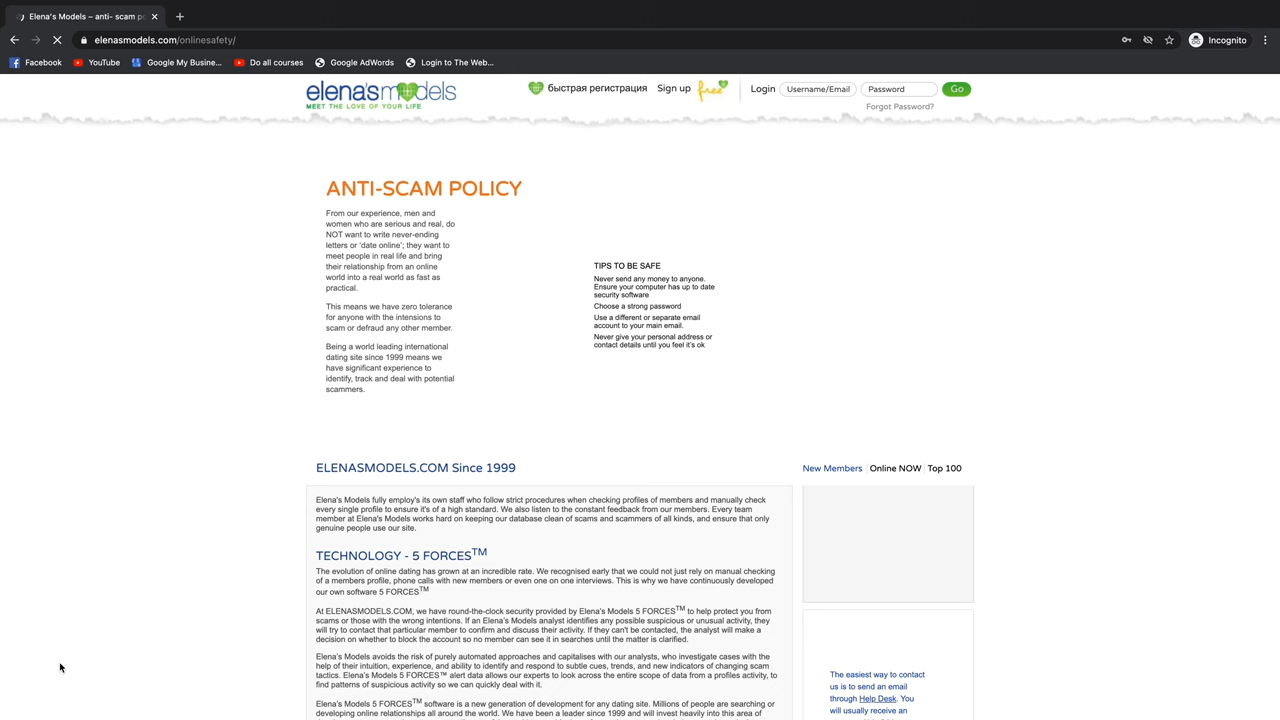 Elena's Models – anti- scam po
elenasmodels.com/onlinesafety/
Incognito
Facebook
YouTube
Google My Busine...
Do all courses
Google AdWords
Login to The Web...
elena'smodels
MEET THE LOVE OF YOUR LIFE
быстрая регистрация
Sign up
free
Login
Username/Email
Password
Go
Forgot Password?
ANTI-SCAM POLICY
From our experience, men and
women who are serious and real, do
NOT want to write never-ending
letters or 'date online'; they want to
meet people in real life and bring
their relationship from an online
world into a real world as fast as
practical.
This means we have zero tolerance
for anyone with the intensions to
scam or defraud any other member.
Being a world leading international
dating site since 1999 means we
have significant experience to
identify, track and deal with potential
scammers.
TIPS TO BE SAFE
Never send any money to anyone.
Ensure your computer has up to date
security software
Choose a strong password
Use a different or separate email
account to your main email.
Never give your personal address or
contact details until you feel it's ok
ELENASMODELS.COM Since 1999
New Members
Online NOW
Top 100
Elena's Models fully employ's its own staff who follow strict procedures when checking profiles of members and manually check
every single profile to ensure it's of a high standard. We also listen to the constant feedback from our members. Every team
member at Elena's Models works hard on keeping our database clean of scams and scammers of all kinds, and ensure that only
genuine people use our site.
TECHNOLOGY - 5 FORCES™
The evolution of online dating has grown at an incredible rate. We recognised early that we could not just rely on manual checking
of a members profile, phone calls with new members or even one on one interviews. This is why we have continuously developed
our own software 5 FORCES™
At ELENASMODELS.COM, we have round-the-clock security provided by Elena's Models 5 FORCES™ to help protect you from
scams or those with the wrong intensions. If an Elena's Models analyst identifies any possible suspicious or unusual activity, they
will try to contact that particular member to confirm and discuss their activity. If they can't be contacted, the analyst will make a
decision on whether to block the account so no member can see it in searches until the matter is clarified.
Elena's Models avoids the risk of purely automated approaches and capitalises with our analysts, who investigate cases with the
help of their intuition, experience, and ability to identify and respond to subtle cues, trends, and new indicators of changing scam
tactics. Elena's Models 5 FORCES™ alert data allows our experts to look across the entire scope of data from a profiles activity, to
find patterns of suspicious activity so we can quickly deal with it.
Elena's Models 5 FORCES™ software is a new generation of development for any dating site. Millions of people are searching or
developing online relationships all around the world. We have been a leader since 1999 and will invest heavily into this area of
The easiest way to contact
us is to send an email
through Help Desk. You
will usually receive an